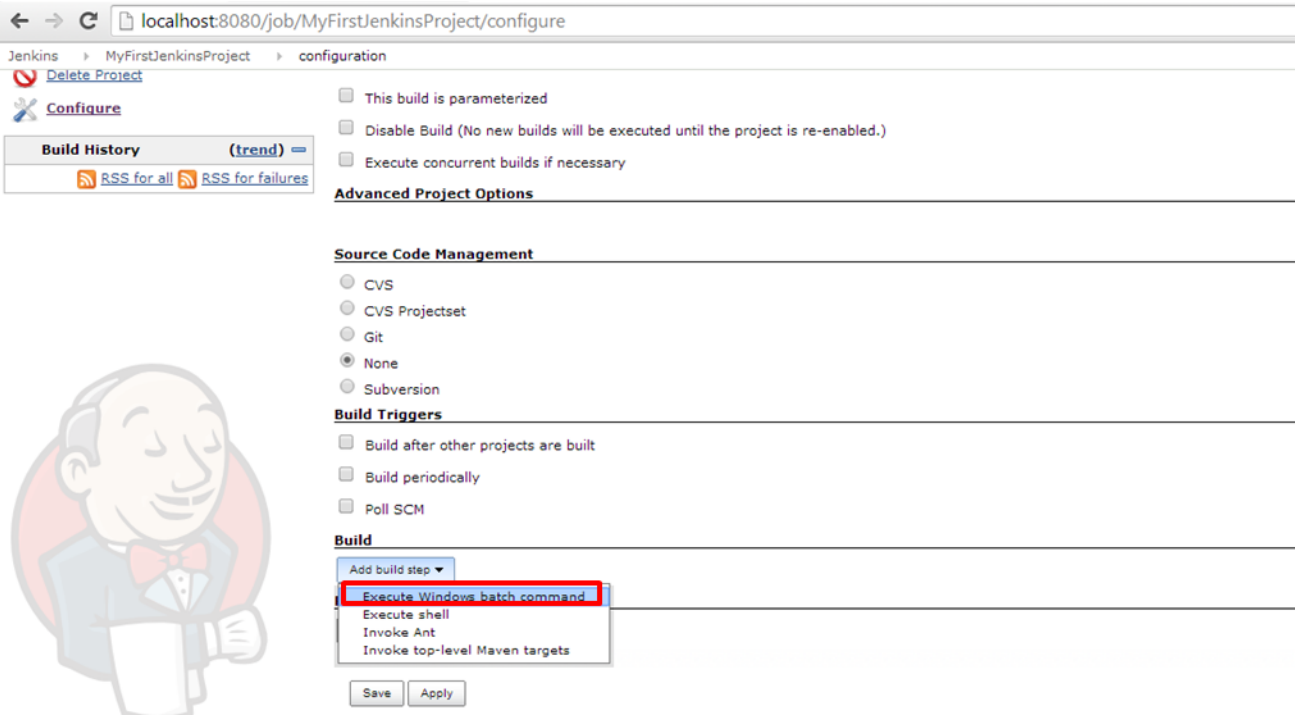 localhost:8080/job/MyFirstJenkinsProject/configure
Jenkins MyFirstJenkinsProject configuration
Delete Project
Configure
Build History (trend)
RSS for all RSS for failures
This build is parameterized
Disable Build (No new builds will be executed until the project is re-enabled.)
Execute concurrent builds if necessary
Advanced Project Options
Source Code Management
CVS
CVS Projectset
Git
None
Subversion
Build Triggers
Build after other projects are built
Build periodically
Poll SCM
Build
Add build step
Execute Windows batch command
Execute shell
Invoke Ant
Invoke top-level Maven targets
Save Apply